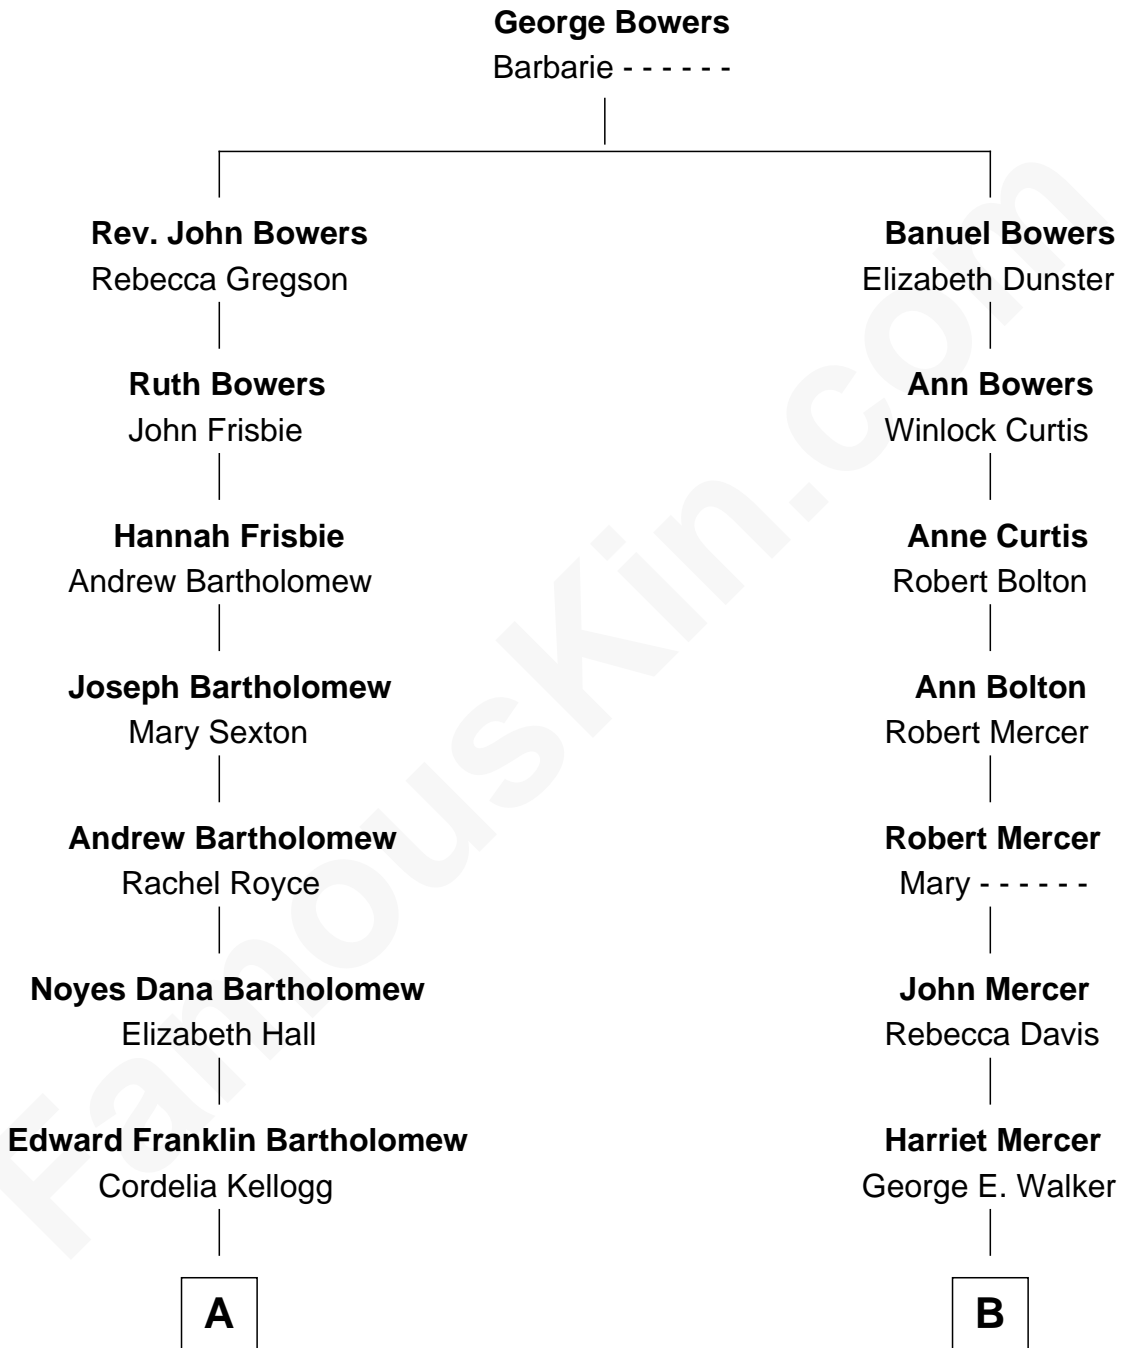 George Bowers
Barbarie - - - - - -
Rev. John Bowers
Rebecca Gregson
Banuel Bowers
Elizabeth Dunster
Ruth Bowers
John Frisbie
Ann Bowers
Winlock Curtis
Hannah Frisbie
Andrew Bartholomew
Anne Curtis
Robert Bolton
Joseph Bartholomew
Mary Sexton
Ann Bolton
Robert Mercer
Andrew Bartholomew
Rachel Royce
Robert Mercer
Mary - - - - - -
Noyes Dana Bartholomew
Elizabeth Hall
John Mercer
Rebecca Davis
Edward Franklin Bartholomew
Cordelia Kellogg
Harriet Mercer
George E. Walker
A
B
FamousKin.com